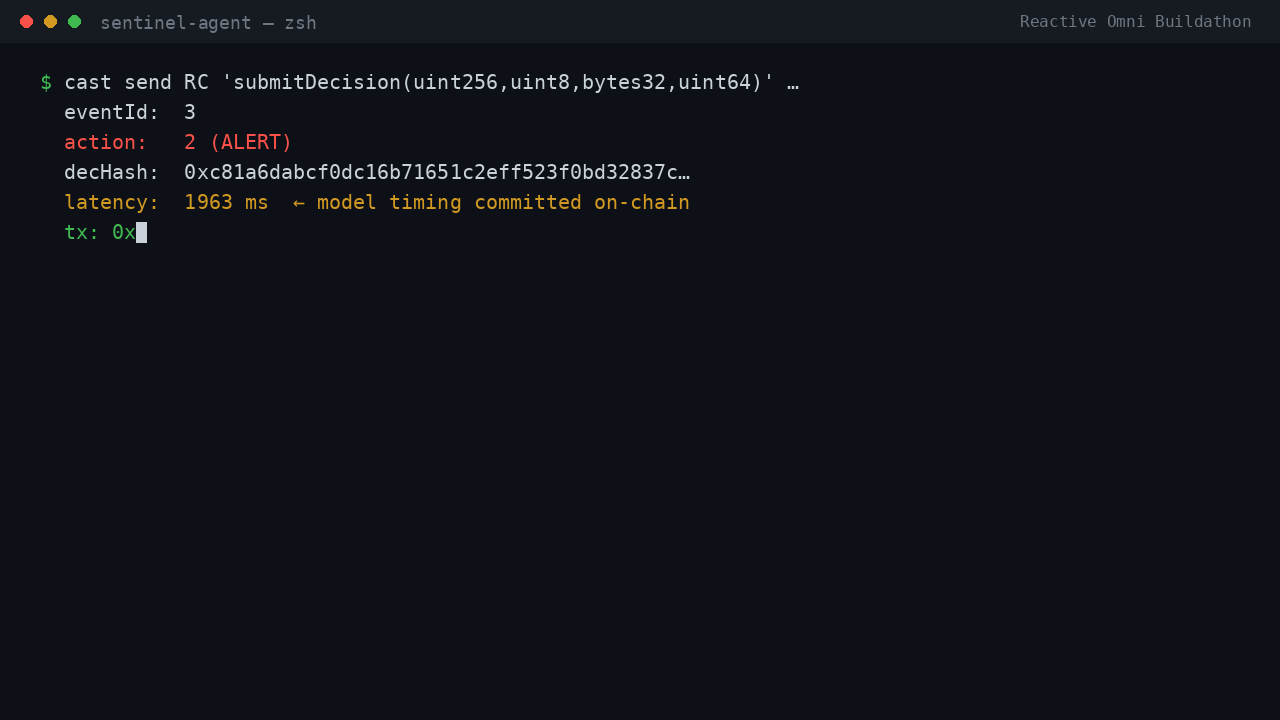 sentinel-agent — zsh
Reactive Omni Buildathon
$ cast send RC 'submitDecision(uint256,uint8,bytes32,uint64)' …
eventId: 3
action: 2 (ALERT)
decHash: 0xc81a6dabcf0dc16b71651c2eff523f0bd32837c…
latency: 1963 ms ← model timing committed on-chain
tx: 0x